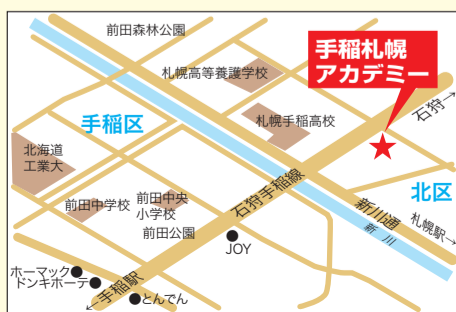 前田森林公園
手稲札幌
アカデミー
札幌高等養護学校
石狩→
手稲区
札幌手稲高校
北海道
工業大
北区
前田中学校
前田中央
小学校
石狩手稲線
新川通
新川
札幌駅→
前田公園
JOY
ホーマック
ドンキホーテ
←手稲駅
とんでん